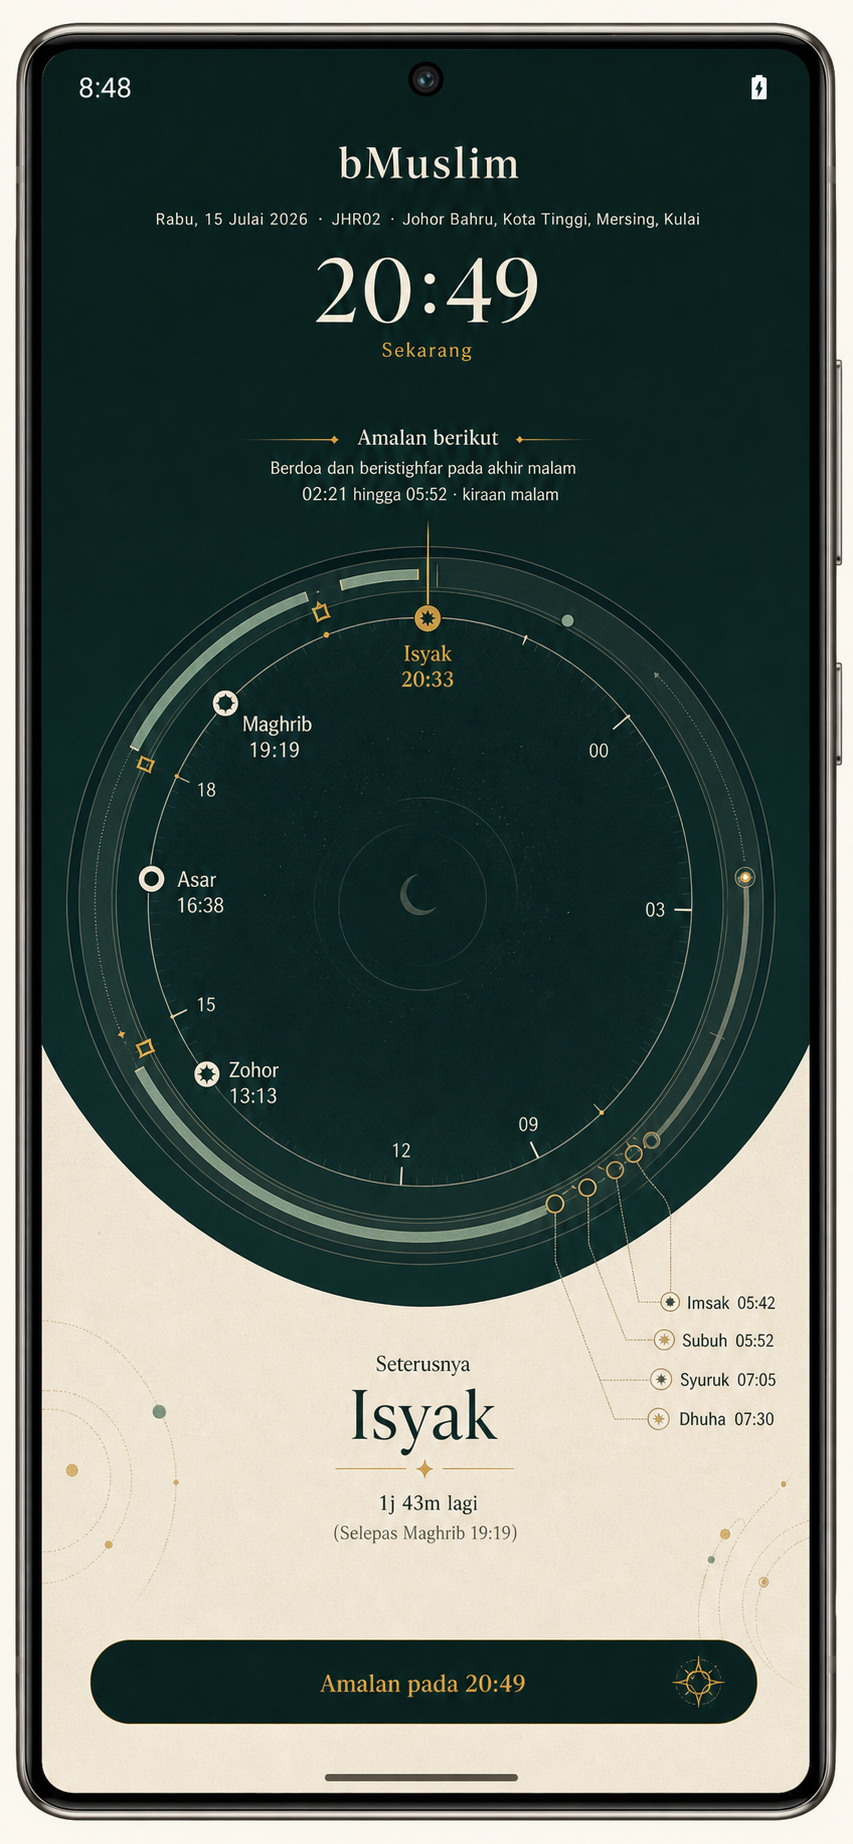 8:48
bMuslim
Rabu, 15 Julai 2026 · JHR02 · Johor Bahru, Kota Tinggi, Mersing, Kulai
20:49
Sekarang
Amalan berikut
Berdoa dan beristighfar pada akhir malam
02:21 hingga 05:52 · kiraan malam
Isyak
20:33
Maghrib
19:19
00
18
Asar
16:38
03
15
Zohor
13:13
09
12
Imsak 05:42
Subuh 05:52
Syuruk 07:05
Dhuha 07:30
Seterusnya
Isyak
1j 43m lagi
(Selepas Maghrib 19:19)
Amalan pada 20:49